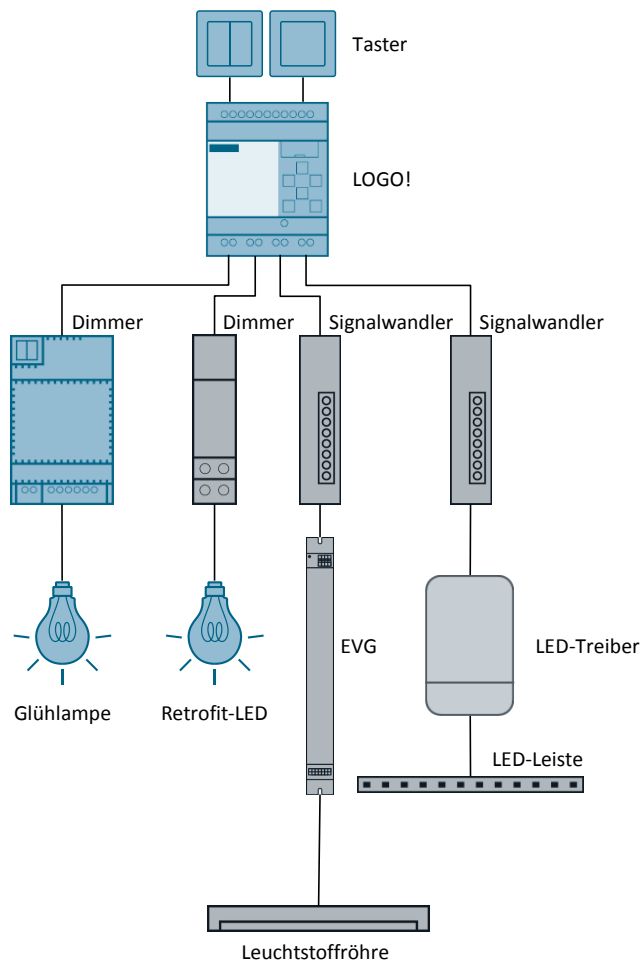 Taster
LOGO!
Dimmer
Dimmer
Signalwandler
Signalwandler
EVG
LED-Treiber
Glühlampe
Retrofit-LED
LED-Leiste
Leuchtstoffröhre